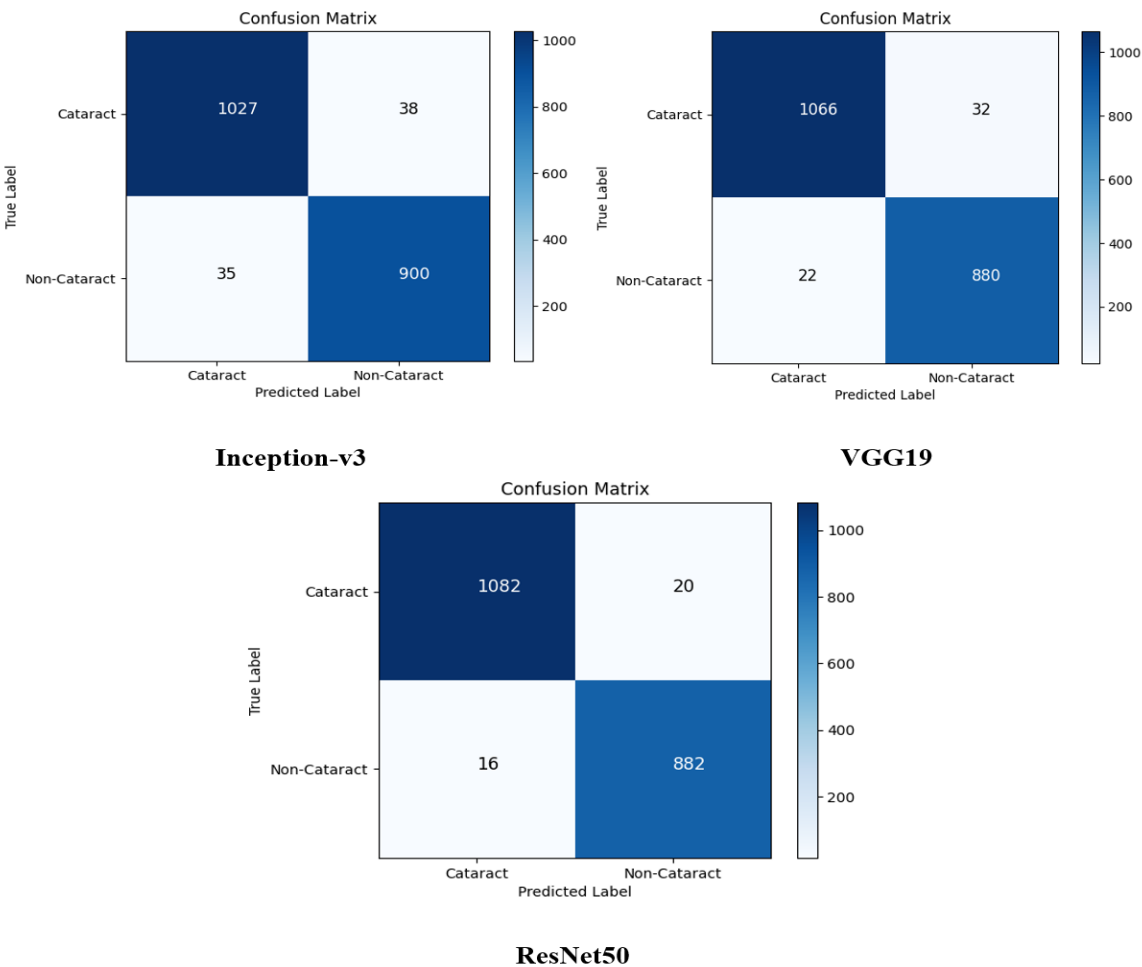 Confusion Matrix
Cataract
1027
38
1000
800
600
400
200
True Label
Non-Cataract
35
900
Cataract
Non-Cataract
Predicted Label
Inception-v3
Confusion Matrix
Cataract
1066
32
1000
800
600
400
200
True Label
Non-Cataract
22
880
Cataract
Non-Cataract
Predicted Label
VGG19
Confusion Matrix
Cataract
1082
20
1000
800
600
400
200
True Label
Non-Cataract
16
882
Cataract
Non-Cataract
Predicted Label
ResNet50